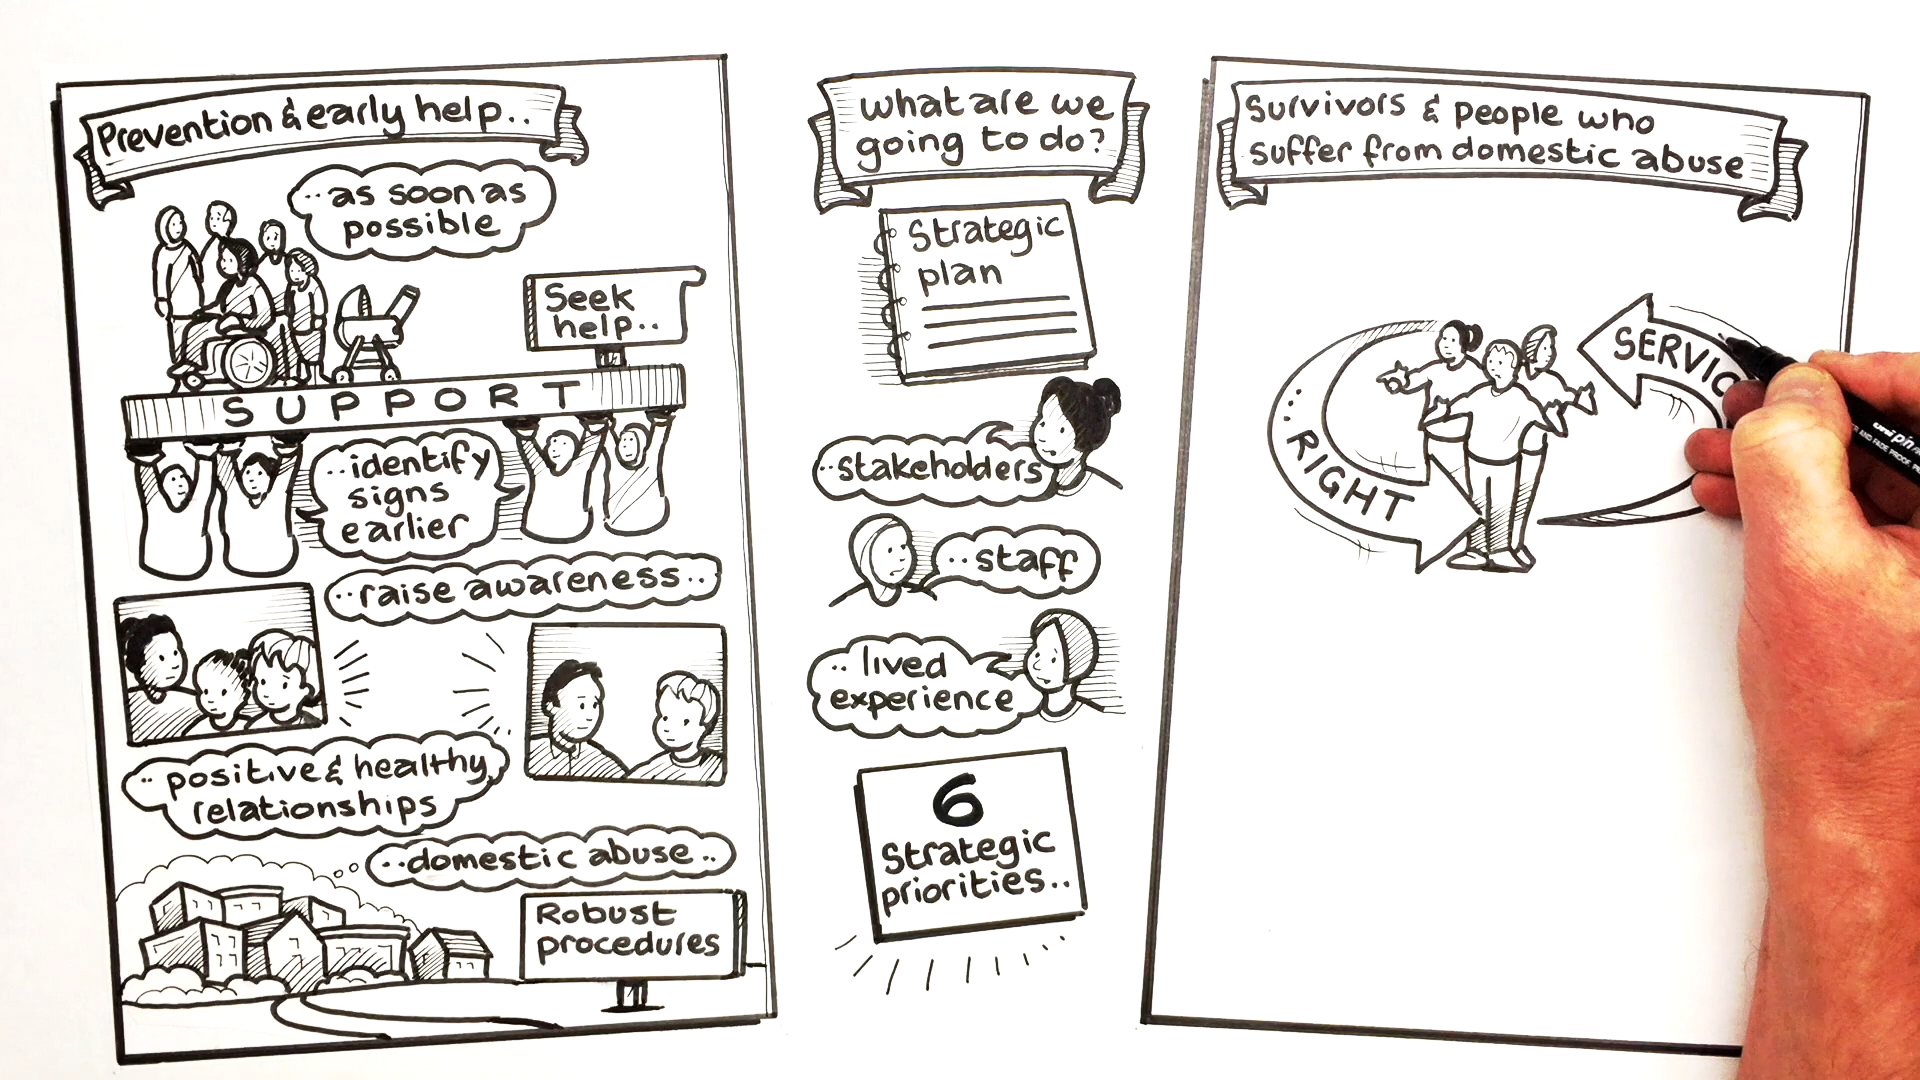 Prevention & early help..
..as soon as
possible
Seek
help..
SUPPORT
..identify
signs
earlier
..raise awareness..
..positive & healthy
relationships
..domestic abuse..
Robust
procedures
what are we
going to do?
Strategic
plan
..stakeholders
..staff
..lived
experience
6
Strategic
priorities..
Survivors & people who
suffer from domestic abuse
...RIGHT
SERVIC
uni pin